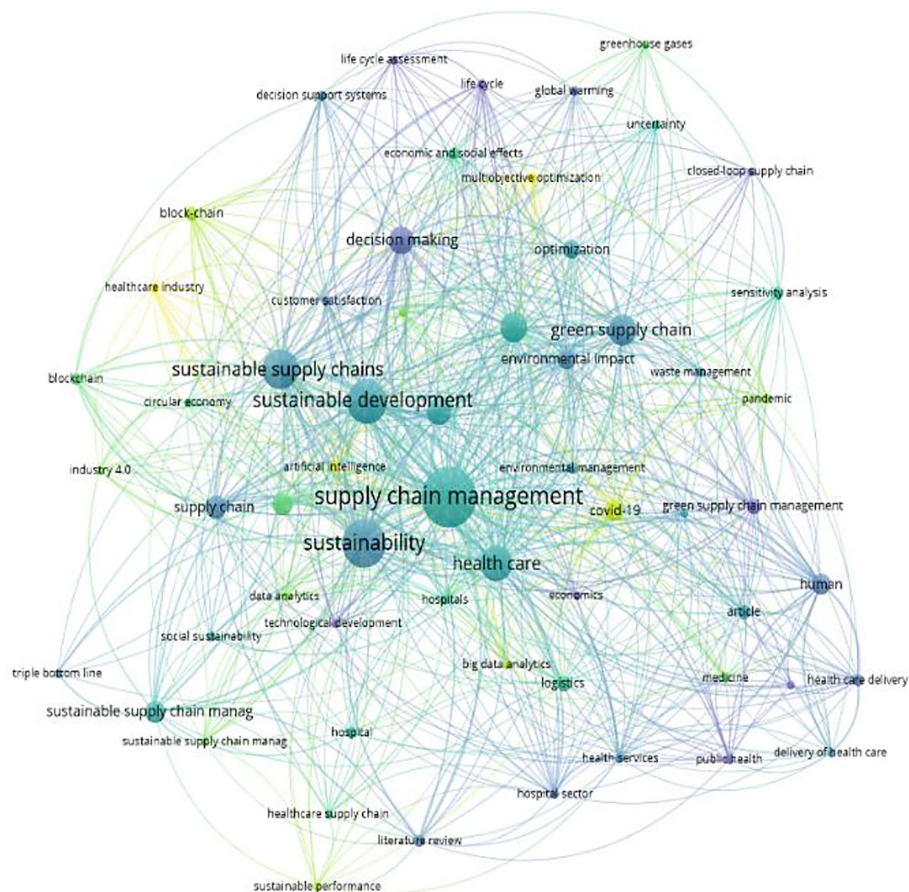 greenhouse gases
life cycle assessment
life cycle
global warming
decision support systems
uncertainty
economic and social effects
closed-loop supply chain
multiobjective optimization
block-chain
decision making
optimization
healthcare industry
sensitivity analysis
customer satisfaction
green supply chain
environmental impact
sustainable supply chains
waste management
blockchain
sustainable development
circular economy
pandemic
industry 4.0
artificial intelligence
environmental management
supply chain management
supply chain
covid-19
green supply chain management
sustainability
health care
human
data analytics
hospitals
economics
article
technological development
social sustainability
big data analytics
triple bottom line
logistics
medicine
health care delivery
sustainable supply chain manag
hospital
sustainable supply chain manag
delivery of health care
health services
public health
hospital sector
healthcare supply chain
literature review
sustainable performance